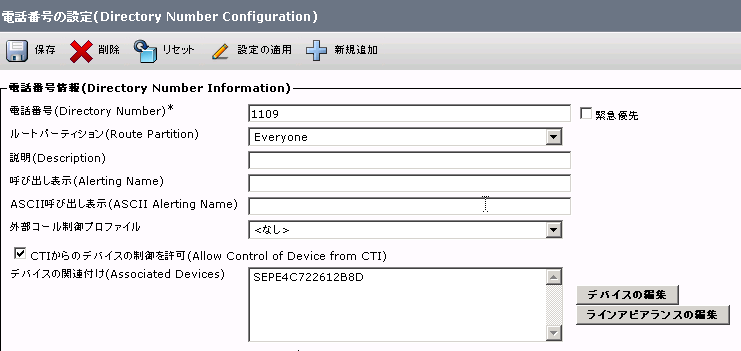 電話番号の設定(Directory Number Configuration)
保存 削除 リセット 設定の適用 新規追加
電話番号情報(Directory Number Information)
電話番号(Directory Number)* 1109 緊急優先
ルートパーティション(Route Partition) Everyone
説明(Description)
呼び出し表示(Alerting Name)
ASCII呼び出し表示(ASCII Alerting Name)
外部コール制御プロファイル <なし>
CTIからのデバイスの制御を許可(Allow Control of Device from CTI)
デバイスの関連付け(Associated Devices) SEPE4C722612B8D
デバイスの編集
ラインアピアランスの編集